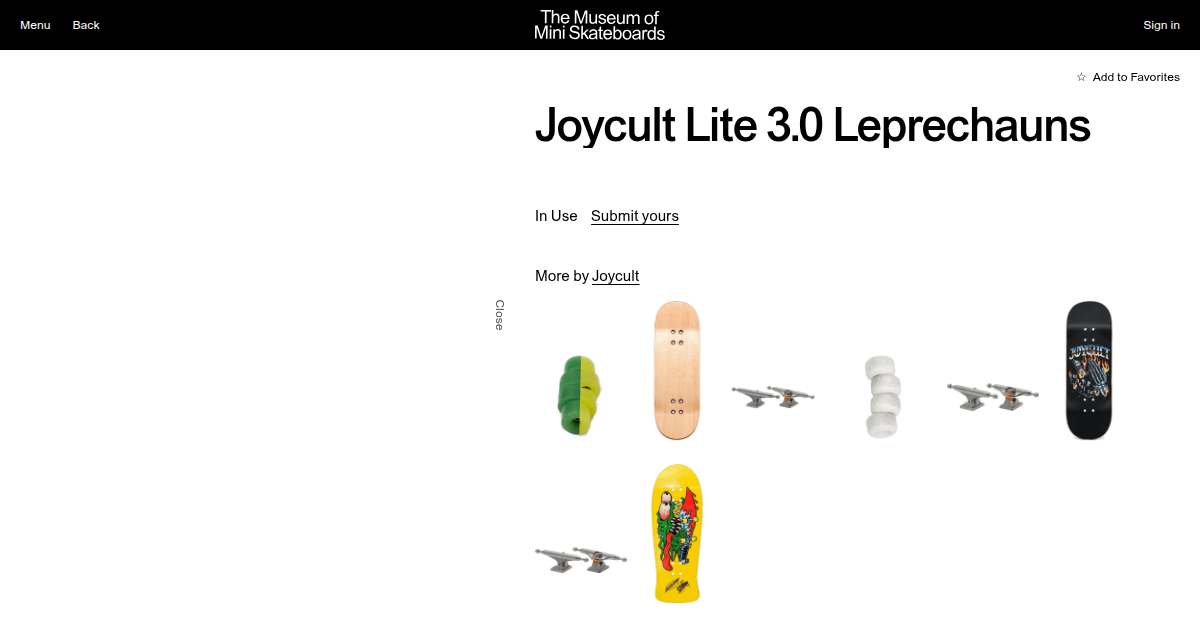 Menu Back
The Museum of
Mini Skateboards
Sign in
☆ Add to Favorites
Joycult Lite 3.0 Leprechauns
In Use Submit yours
More by Joycult
Close
JOYCULT